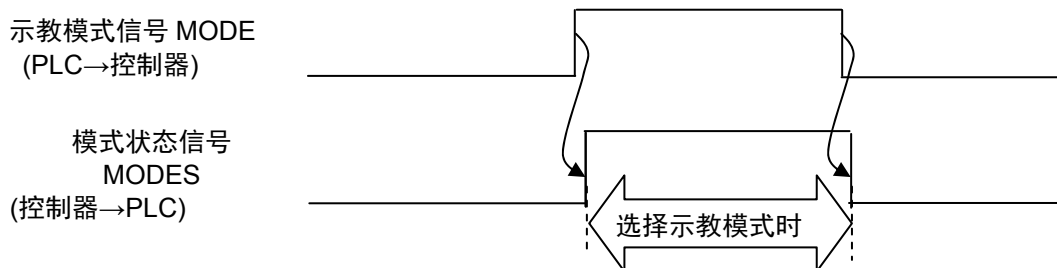 示教模式信号 MODE
(PLC→控制器)
模式状态信号
MODES
(控制器→PLC)
选择示教模式时